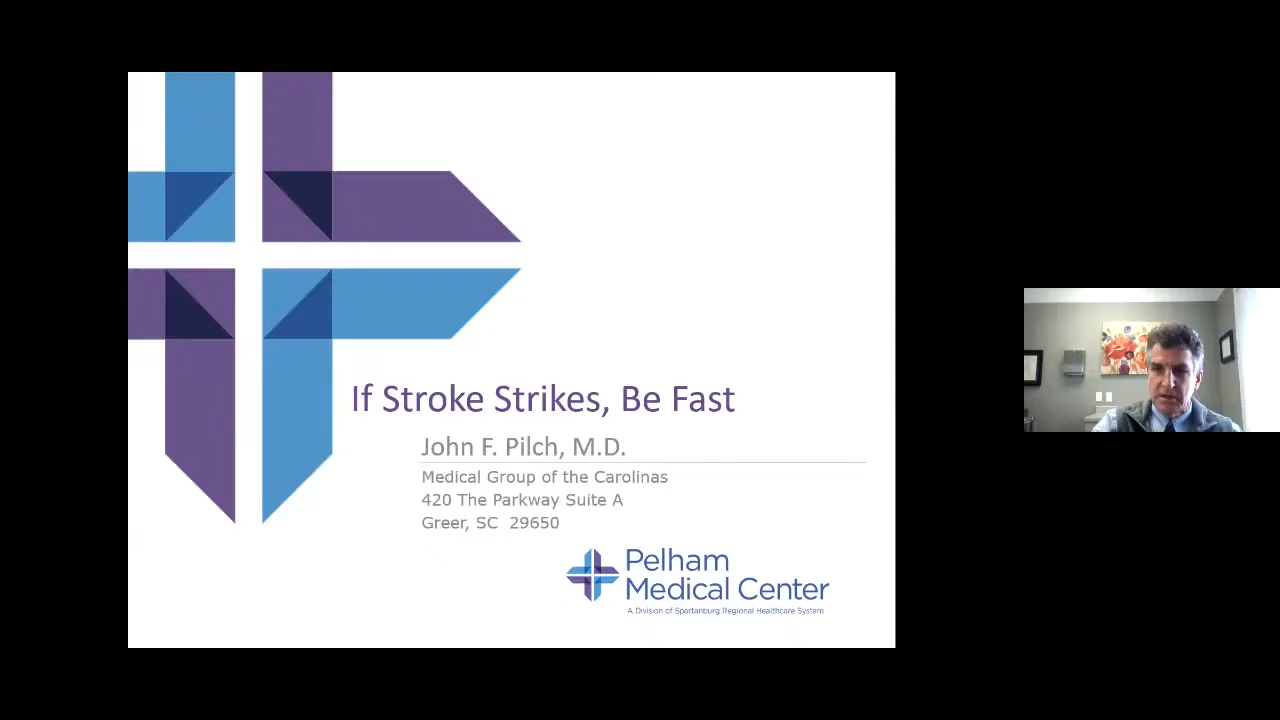 If Stroke Strikes, Be Fast
John F. Pilch, M.D.
Medical Group of the Carolinas
420 The Parkway Suite A
Greer, SC  29650
Pelham
Medical Center
A Division of Spartanburg Regional Healthcare System